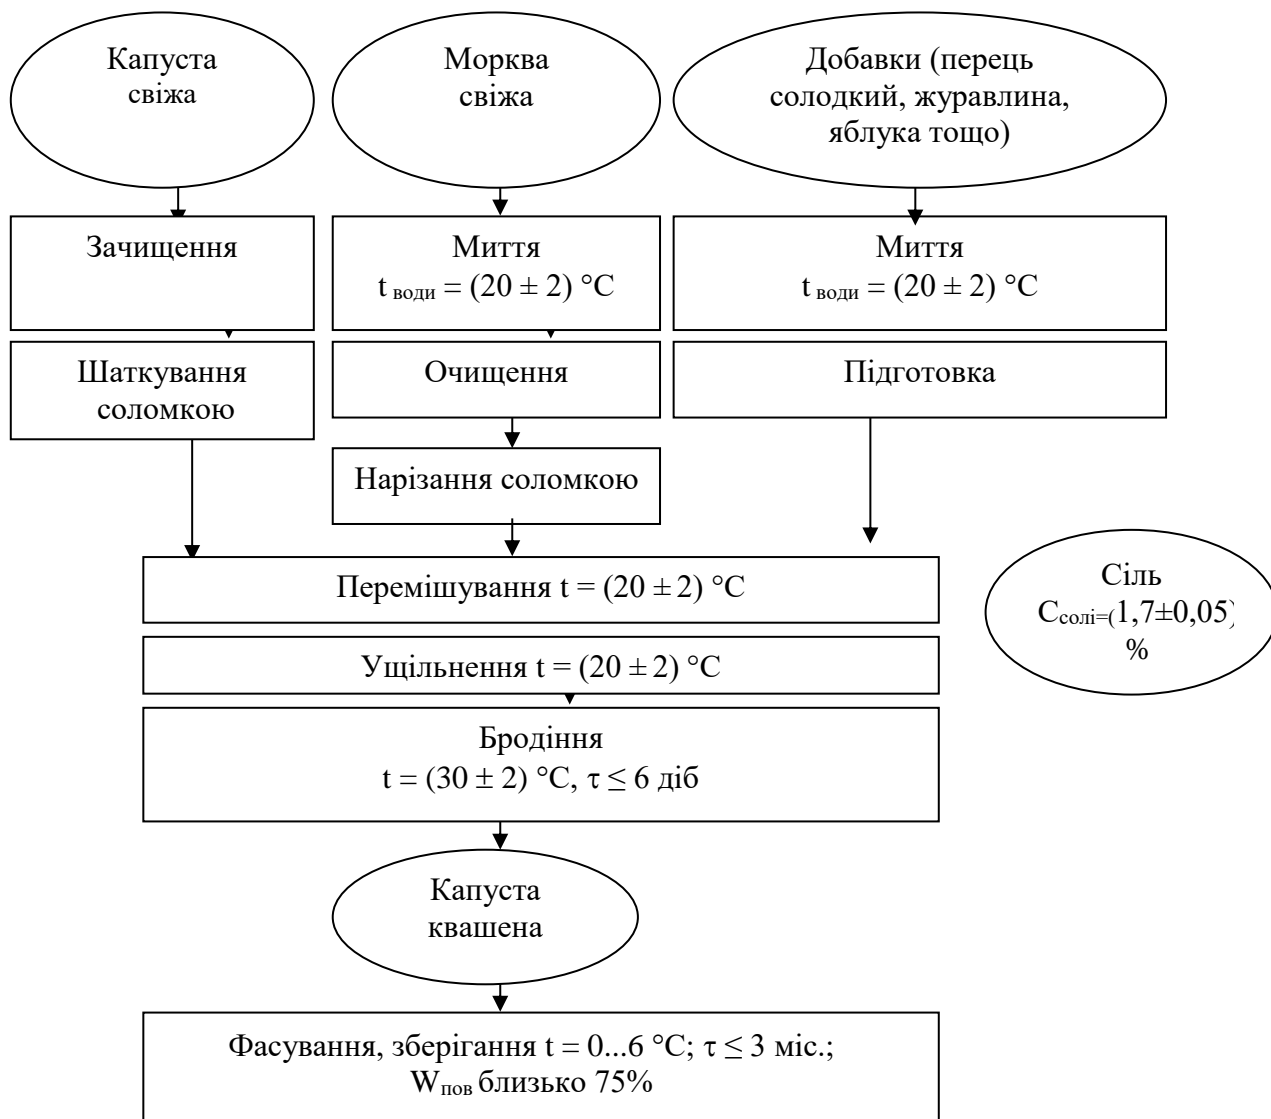 Капуста
свіжа
Морква
свіжа
Добавки (перець
солодкий, журавлина,
яблука тощо)
Зачищення
Миття
t води = (20 ± 2) °С
Миття
t води = (20 ± 2) °С
Шаткування
соломкою
Очищення
Підготовка
Нарізання соломкою
Перемішування t = (20 ± 2) °С
Сіль
Ссолі=(1,7±0,05)
%
Ущільнення t = (20 ± 2) °С
Бродіння
t = (30 ± 2) °С, τ ≤ 6 діб
Капуста
квашена
Фасування, зберігання t = 0...6 °С; τ ≤ 3 міс.;
Wпов близько 75%